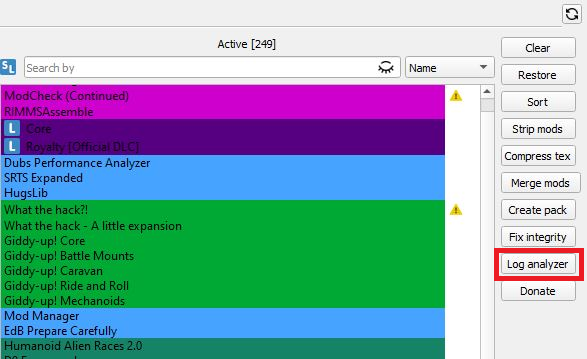 Active [249]
SL
Search by
Name
Clear
Restore
Sort
Strip mods
Compress tex
Merge mods
Create pack
Fix integrity
Log analyzer
Donate
ModCheck (Continued)
RIMMSAssemble
L Core
L Royalty [Official DLC]
Dubs Performance Analyzer
SRTS Expanded
HugsLib
What the hack?!
What the hack - A little expansion
Giddy-up! Core
Giddy-up! Battle Mounts
Giddy-up! Caravan
Giddy-up! Ride and Roll
Giddy-up! Mechanoids
Mod Manager
EdB Prepare Carefully
Humanoid Alien Races 2.0